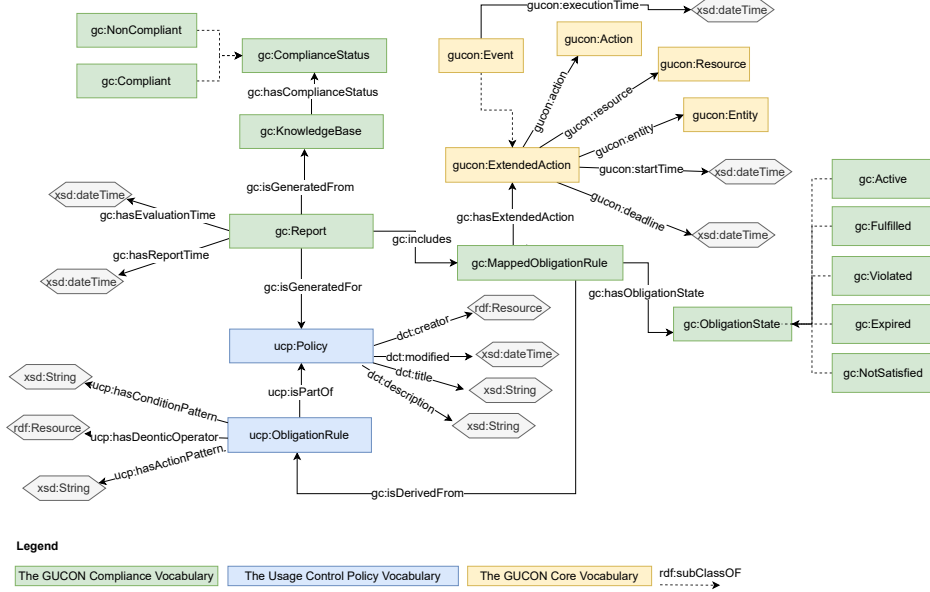 gucon:executionTime
xsd:dateTime
gc:NonCompliant
gucon:Action
gc:ComplianceStatus
gucon:Event
gucon:Resource
gc:Compliant
gc:hasComplianceStatus
gucon:action
gucon:resource
gc:KnowledgeBase
gucon:Entity
gucon:entity
gucon:ExtendedAction
gucon:startTime
xsd:dateTime
gc:Active
gc:isGeneratedFrom
xsd:dateTime
gc:hasEvaluationTime
gucon:deadline
gc:hasExtendedAction
gc:Report
gc:includes
xsd:dateTime
gc:Fulfilled
gc:hasReportTime
gc:MappedObligationRule
xsd:dateTime
gc:Violated
gc:isGeneratedFor
gc:hasObligationState
rdf:Resource
dct:creator
gc:ObligationState
gc:Expired
ucp:Policy
dct:modified
xsd:dateTime
dct:title
gc:NotSatisfied
xsd:String
ucp:isPartOf
dct:description
xsd:String
ucp:hasConditionPattern
xsd:String
rdf:Resource
ucp:hasDeonticOperator
ucp:ObligationRule
ucp:hasActionPattern
xsd:String
gc:isDerivedFrom
Legend
The GUCON Compliance Vocabulary
The Usage Control Policy Vocabulary
The GUCON Core Vocabulary
rdf:subClassOF